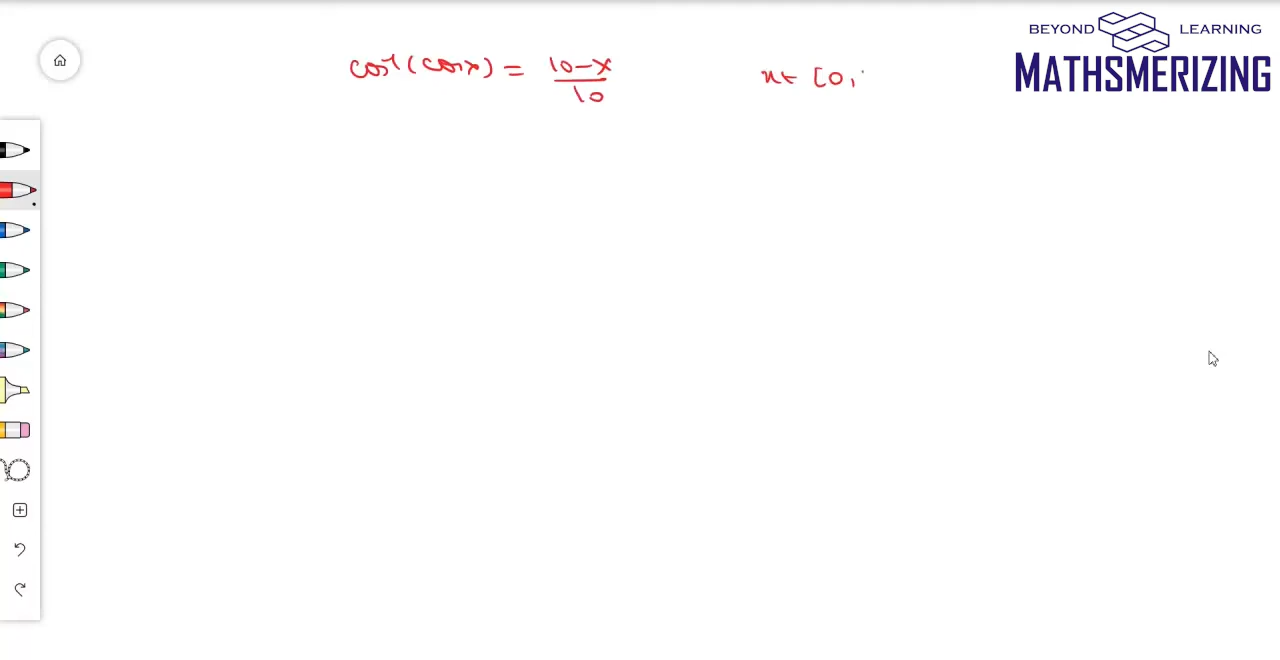 BEYOND LEARNING
MATHSMERIZING
cos⁻¹(cos x) = (10-x)/10 x ∈ [0,